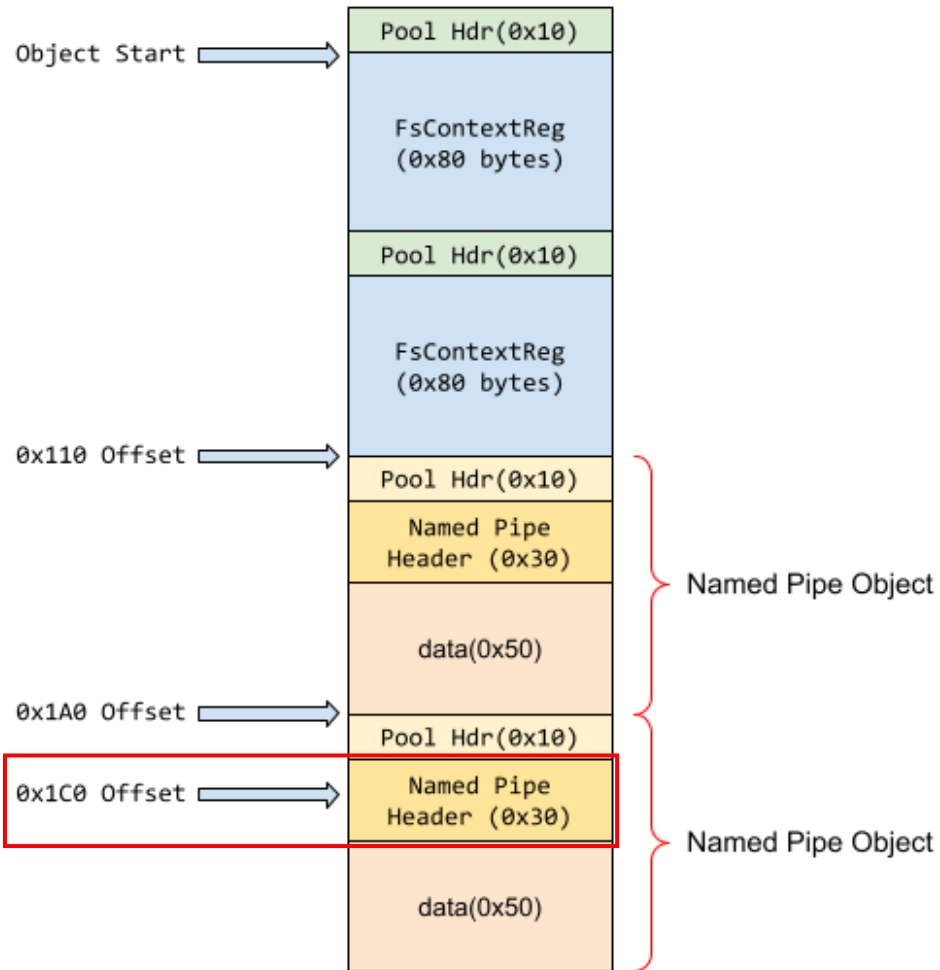 Pool Hdr(0x10)
Object Start
FsContextReg
(0x80 bytes)
Pool Hdr(0x10)
FsContextReg
(0x80 bytes)
0x110 Offset
Pool Hdr(0x10)
Named Pipe
Header (0x30)
Named Pipe Object
data(0x50)
0x1A0 Offset
Pool Hdr(0x10)
0x1C0 Offset
Named Pipe
Header (0x30)
Named Pipe Object
data(0x50)